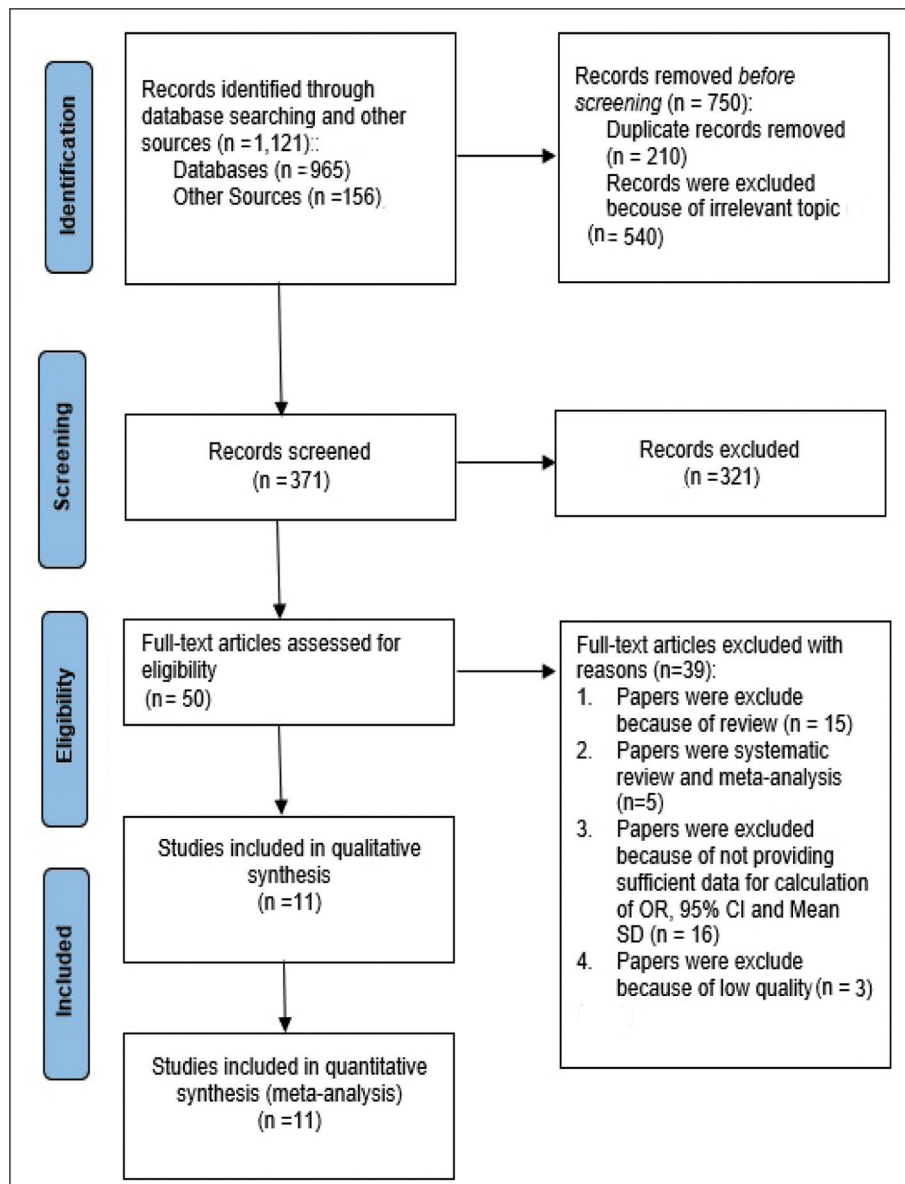 Identification
Records identified through
database searching and other
sources (n =1,121)::
Databases (n =965)
Other Sources (n =156)
Records removed before
screening (n = 750):
Duplicate records removed
(n = 210)
Records were excluded
becouse of irrelevant topic
(n= 540)
Screening
Records screened
(n =371)
Records excluded
(n =321)
Eligibility
Full-text articles assessed for
eligibility
(n= 50)
Full-text articles excluded with
reasons (n=39):
1. Papers were exclude
because of review (n = 15)
2. Papers were systematic
review and meta-analysis
(n=5)
3. Papers were excluded
because of not providing
sufficient data for calculation
of OR, 95% CI and Mean
SD (n = 16)
4. Papers were exclude
because of low quality (n = 3)
Included
Studies included in qualitative
synthesis
(n =11)
Studies included in quantitative
synthesis (meta-analysis)
(n =11)